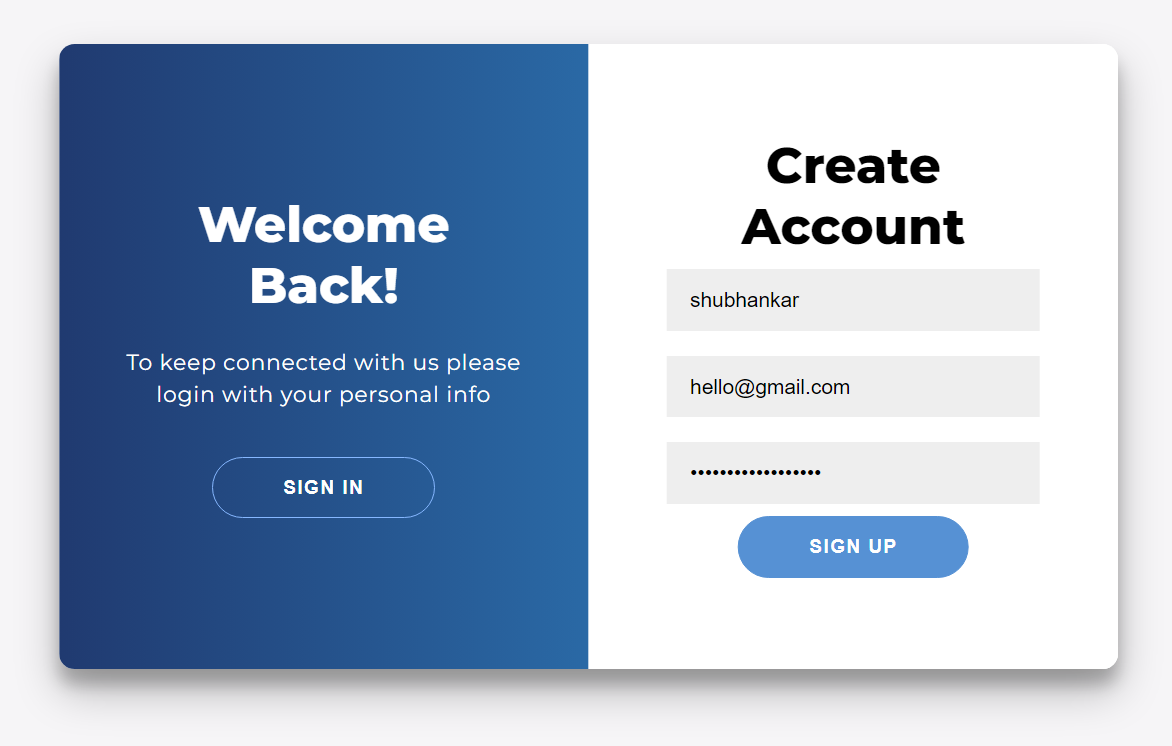 Welcome
Back!
To keep connected with us please
login with your personal info
SIGN IN
Create
Account
shubhankar
hello@gmail.com
••••••••••••••••••
SIGN UP